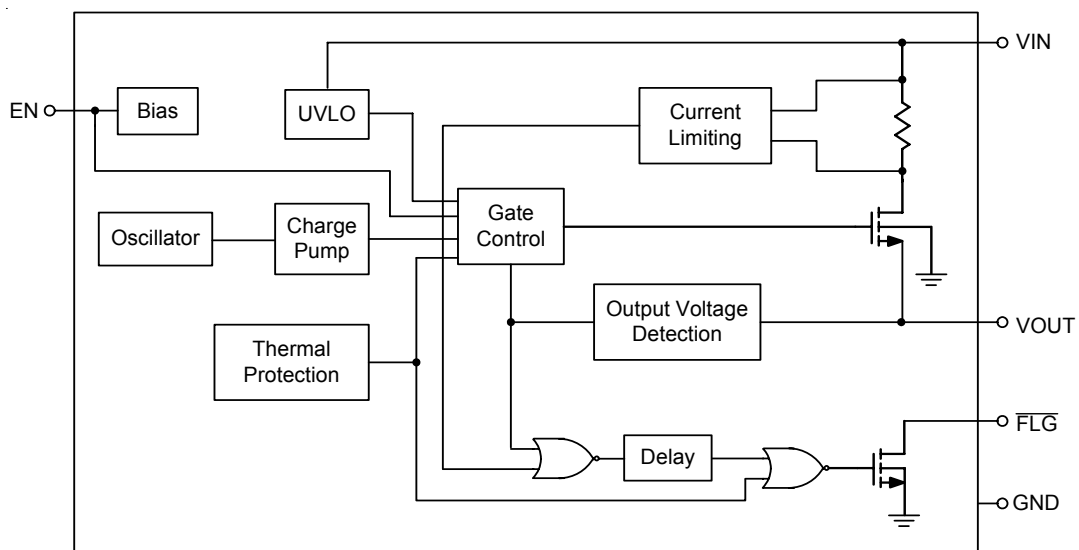 VIN
EN
Bias
UVLO
Current
Limiting
Oscillator
Charge
Pump
Gate
Control
Output Voltage
Detection
VOUT
Thermal
Protection
FLG
Delay
GND